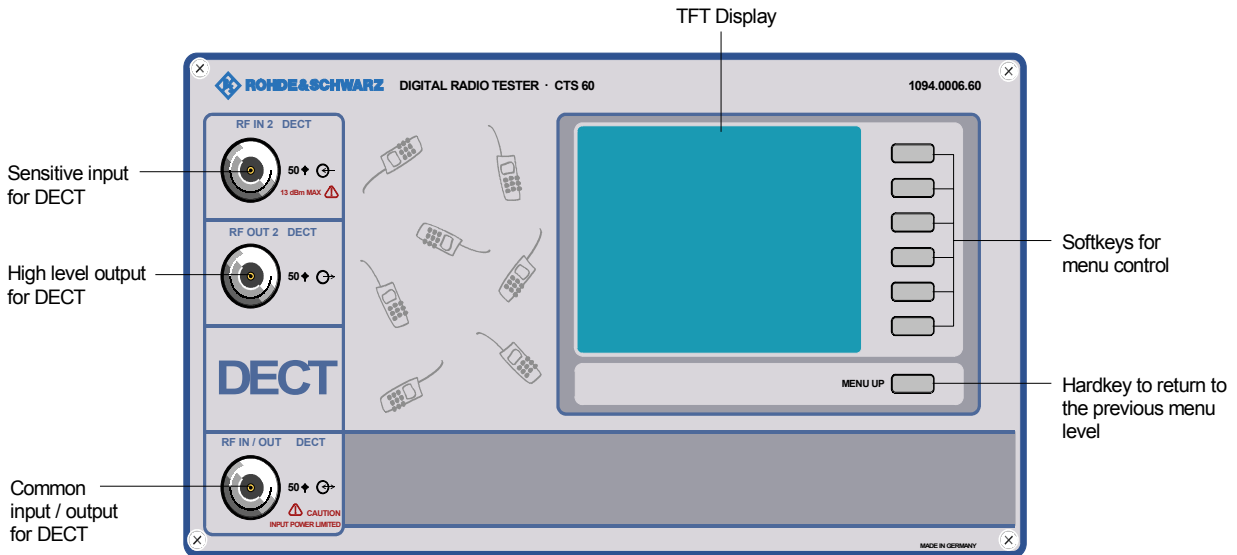 TFT Display
ROHDE&SCHWARZ DIGITAL RADIO TESTER · CTS 60 1094.0006.60
RF IN 2 DECT
50
13 dBm MAX
Sensitive input
for DECT
RF OUT 2 DECT
50
High level output
for DECT
DECT
Softkeys for
menu control
MENU UP
Hardkey to return to
the previous menu
level
RF IN / OUT DECT
50
CAUTION
INPUT POWER LIMITED
Common
input / output
for DECT
MADE IN GERMANY